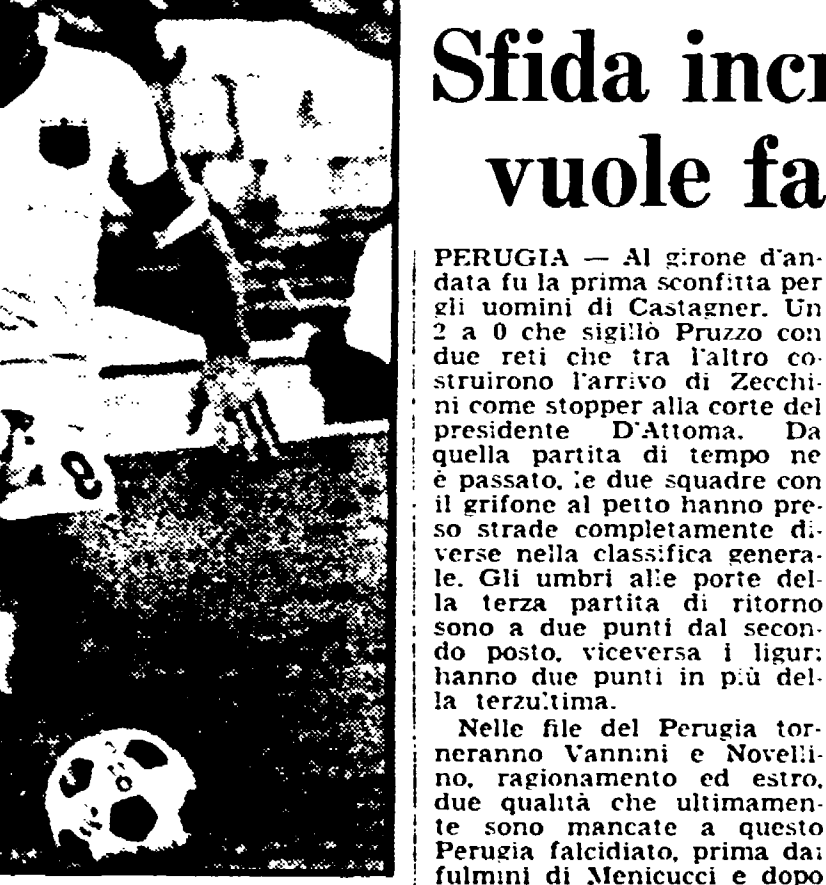 Sfida inc
vuole fa
PERUGIA — Al girone d'an-
data fu la prima sconfitta per
gli uomini di Castagner. Un
2 a 0 che sigillò Pruzzo con
due reti che tra l'altro co-
struirono l'arrivo di Zecchi-
ni come stopper alla corte del
presidente D'Attoma. Da
quella partita di tempo ne
è passato, le due squadre con
il grifone al petto hanno pre-
so strade completamente di-
verse nella classifica genera-
le. Gli umbri alle porte del-
la terza partita di ritorno
sono a due punti dal secon-
do posto, viceversa i liguri
hanno due punti in più del-
la terzultima.
Nelle file del Perugia tor-
neranno Vannini e Novelli-
no, ragionamento ed estro,
due qualità che ultimamen-
te sono mancate a questo
Perugia falcidiato, prima dai
fulmini di Menicucci e dopo
8